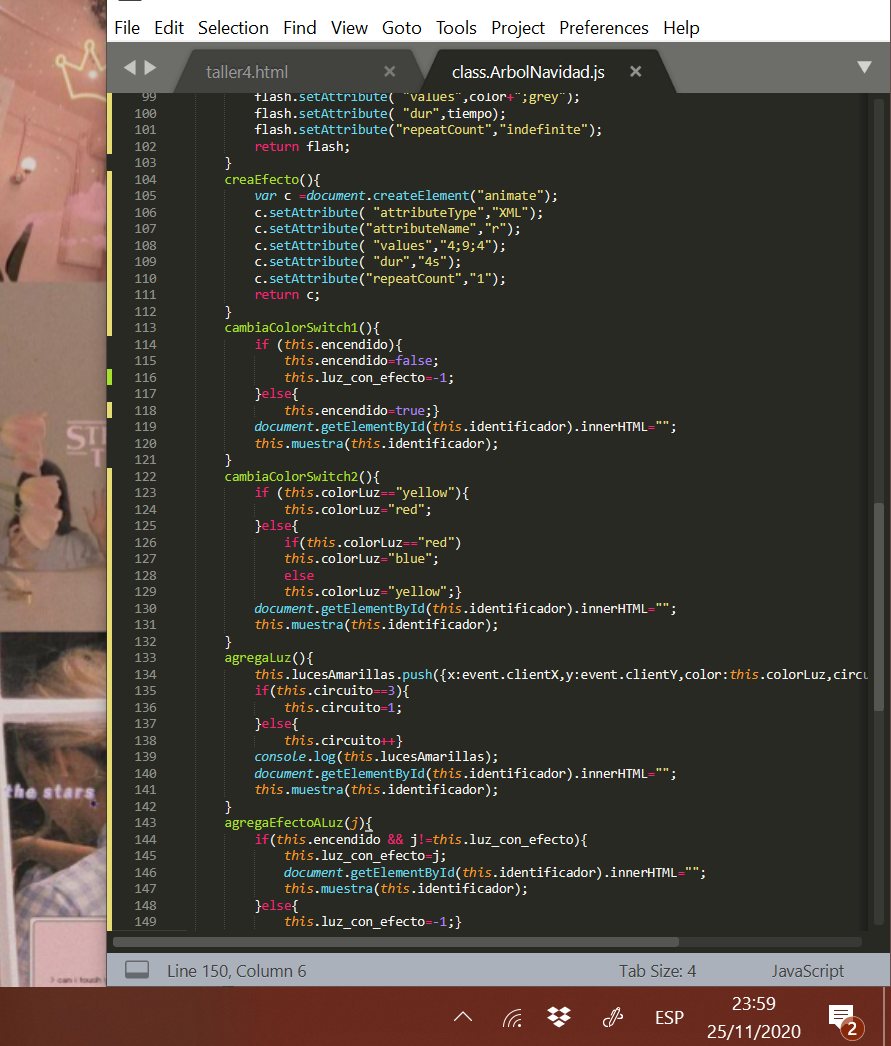 File Edit Selection Find View Goto Tools Project Preferences Help
taller4.html × class.ArbolNavidad.js ×
99 flash.setAttribute( "values",color+";grey");
100 flash.setAttribute( "dur",tiempo);
101 flash.setAttribute("repeatCount","indefinite");
102 return flash;
103 }
104 creaEfecto(){
105 var c =document.createElement("animate");
106 c.setAttribute( "attributeType","XML");
107 c.setAttribute("attributeName","r");
108 c.setAttribute( "values","4;9;4");
109 c.setAttribute( "dur","4s");
110 c.setAttribute("repeatCount","1");
111 return c;
112 }
113 cambiaColorSwitch1(){
114 if (this.encendido){
115 this.encendido=false;
116 this.luz_con_efecto=-1;
117 }else{
118 this.encendido=true;}
119 document.getElementById(this.identificador).innerHTML="";
120 this.muestra(this.identificador);
121 }
122 cambiaColorSwitch2(){
123 if (this.colorLuz=="yellow"){
124 this.colorLuz="red";
125 }else{
126 if(this.colorLuz=="red")
127 this.colorLuz="blue";
128 else
129 this.colorLuz="yellow";}
130 document.getElementById(this.identificador).innerHTML="";
131 this.muestra(this.identificador);
132 }
133 agregaLuz(){
134 this.lucesAmarillas.push({x:event.clientX,y:event.clientY,color:this.colorLuz,circu
135 if(this.circuito==3){
136 this.circuito=1;
137 }else{
138 this.circuito++}
139 console.log(this.lucesAmarillas);
140 document.getElementById(this.identificador).innerHTML="";
141 this.muestra(this.identificador);
142 }
143 agregaEfectoALuz(j){
144 if(this.encendido && j!=this.luz_con_efecto){
145 this.luz_con_efecto=j;
146 document.getElementById(this.identificador).innerHTML="";
147 this.muestra(this.identificador);
148 }else{
149 this.luz_con_efecto=-1;}
Line 150, Column 6 Tab Size: 4 JavaScript
the stars
> can i touch
ESP 23:59
25/11/2020
2